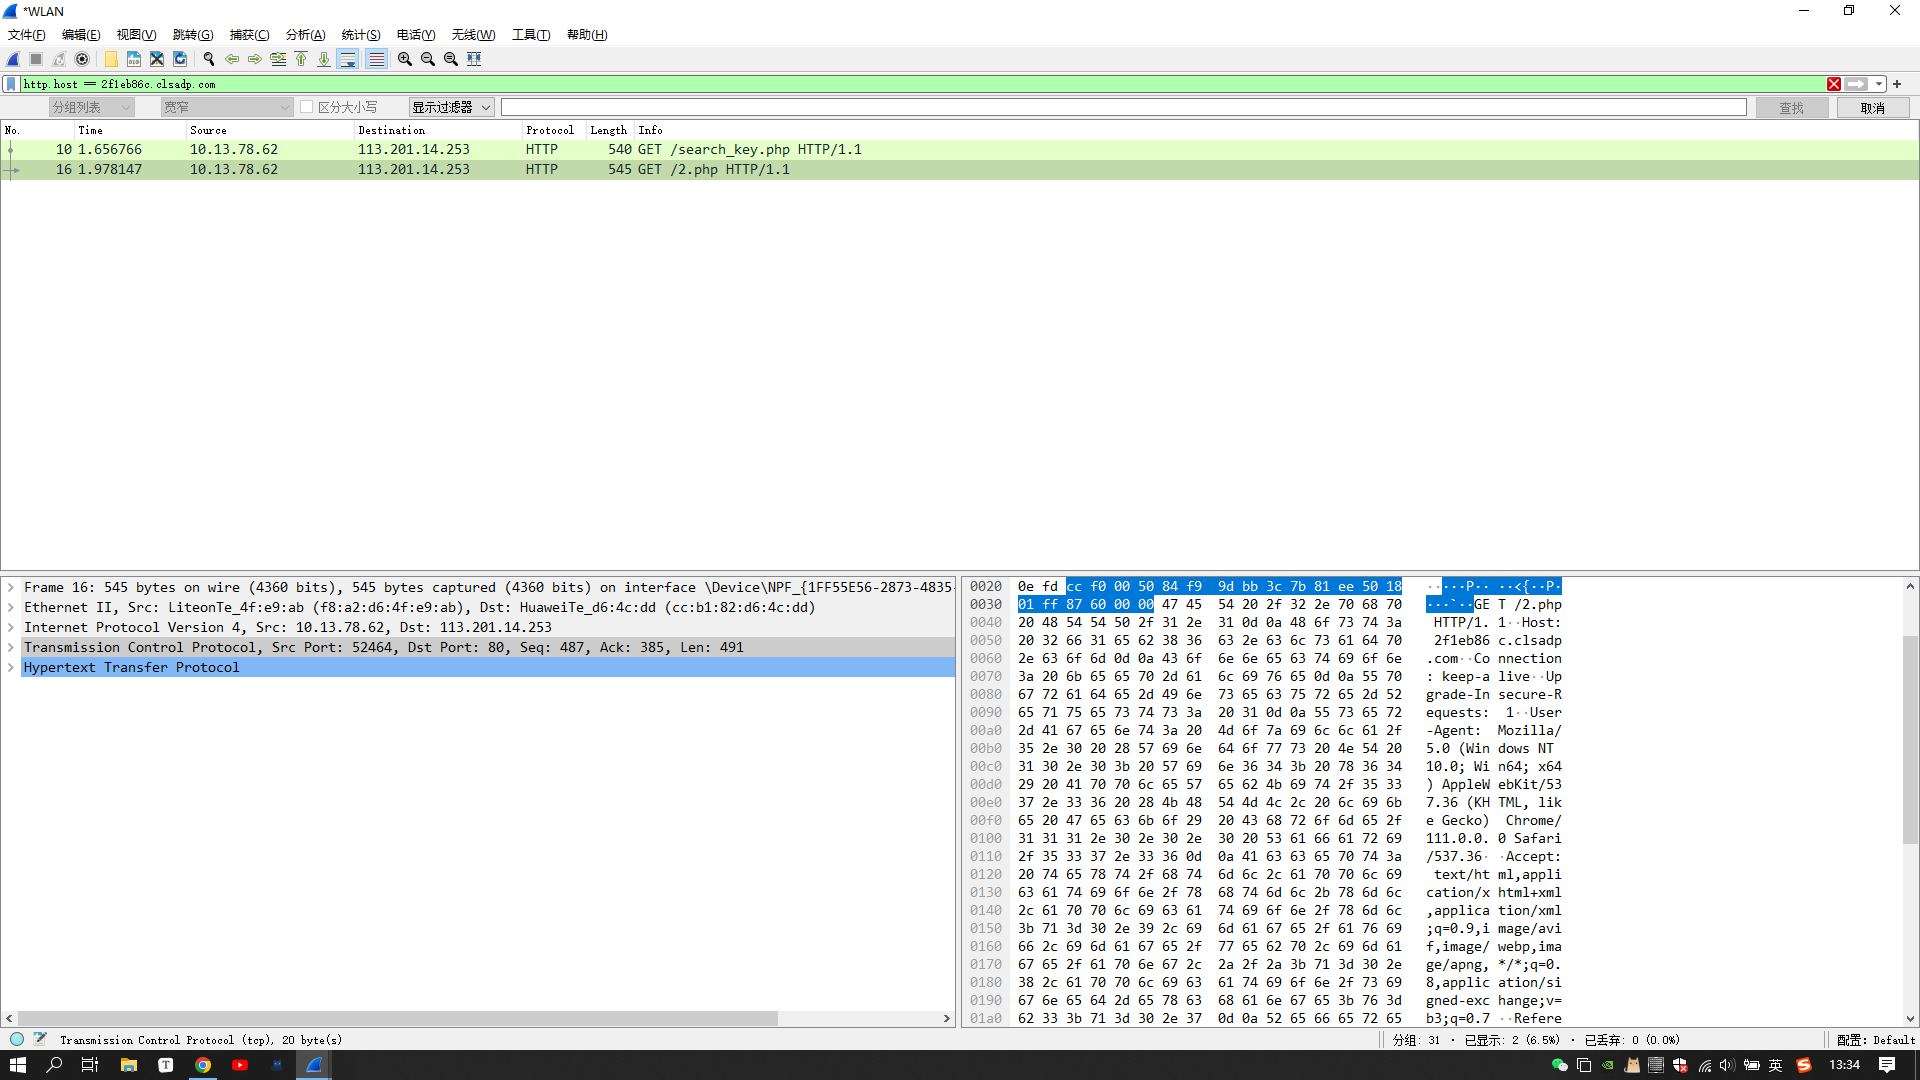 *WLAN
文件(F) 编辑(E) 视图(V) 跳转(G) 捕获(C) 分析(A) 统计(S) 电话(Y) 无线(W) 工具(T) 帮助(H)
http.host == 2f1eb86c.clsadp.com
分组列表 宽窄 区分大小写 显示过滤器 查找 取消
No. Time Source Destination Protocol Length Info
10 1.656766 10.13.78.62 113.201.14.253 HTTP 540 GET /search_key.php HTTP/1.1
16 1.978147 10.13.78.62 113.201.14.253 HTTP 545 GET /2.php HTTP/1.1
Frame 16: 545 bytes on wire (4360 bits), 545 bytes captured (4360 bits) on interface \Device\NPF_{1FF55E56-2873-4835-
Ethernet II, Src: LiteonTe_4f:e9:ab (f8:a2:d6:4f:e9:ab), Dst: HuaweiTe_d6:4c:dd (cc:b1:82:d6:4c:dd)
Internet Protocol Version 4, Src: 10.13.78.62, Dst: 113.201.14.253
Transmission Control Protocol, Src Port: 52464, Dst Port: 80, Seq: 487, Ack: 385, Len: 491
Hypertext Transfer Protocol
0020 0e fd cc f0 00 50 84 f9 9d bb 3c 7b 81 ee 50 18 ·····P·· ··<{··P·
0030 01 ff 87 60 00 00 47 45 54 20 2f 32 2e 70 68 70 ···`··GE T /2.php
0040 20 48 54 54 50 2f 31 2e 31 0d 0a 48 6f 73 74 3a HTTP/1. 1··Host:
0050 20 32 66 31 65 62 38 36 63 2e 63 6c 73 61 64 70 2f1eb86 c.clsadp
0060 2e 63 6f 6d 0d 0a 43 6f 6e 6e 65 63 74 69 6f 6e .com··Co nnection
0070 3a 20 6b 65 65 70 2d 61 6c 69 76 65 0d 0a 55 70 : keep-a live··Up
0080 67 72 61 64 65 2d 49 6e 73 65 63 75 72 65 2d 52 grade-In secure-R
0090 65 71 75 65 73 74 73 3a 20 31 0d 0a 55 73 65 72 equests: 1··User
00a0 2d 41 67 65 6e 74 3a 20 4d 6f 7a 69 6c 6c 61 2f -Agent: Mozilla/
00b0 35 2e 30 20 28 57 69 6e 64 6f 77 73 20 4e 54 20 5.0 (Win dows NT
00c0 31 30 2e 30 3b 20 57 69 6e 36 34 3b 20 78 36 34 10.0; Wi n64; x64
00d0 29 20 41 70 70 6c 65 57 65 62 4b 69 74 2f 35 33 ) AppleW ebKit/53
00e0 37 2e 33 36 20 28 4b 48 54 4d 4c 2c 20 6c 69 6b 7.36 (KH TML, lik
00f0 65 20 47 65 63 6b 6f 29 20 43 68 72 6f 6d 65 2f e Gecko) Chrome/
0100 31 31 31 2e 30 2e 30 2e 30 20 53 61 66 61 72 69 111.0.0. 0 Safari
0110 2f 35 33 37 2e 33 36 0d 0a 41 63 63 65 70 74 3a /537.36· ·Accept:
0120 20 74 65 78 74 2f 68 74 6d 6c 2c 61 70 70 6c 69 text/ht ml,appli
0130 63 61 74 69 6f 6e 2f 78 68 74 6d 6c 2b 78 6d 6c cation/x html+xml
0140 2c 61 70 70 6c 69 63 61 74 69 6f 6e 2f 78 6d 6c ,applica tion/xml
0150 3b 71 3d 30 2e 39 2c 69 6d 61 67 65 2f 61 76 69 ;q=0.9,i mage/avi
0160 66 2c 69 6d 61 67 65 2f 77 65 62 70 2c 69 6d 61 f,image/ webp,ima
0170 67 65 2f 61 70 6e 67 2c 2a 2f 2a 3b 71 3d 30 2e ge/apng, */*;q=0.
0180 38 2c 61 70 70 6c 69 63 61 74 69 6f 6e 2f 73 69 8,applic ation/si
0190 67 6e 65 64 2d 65 78 63 68 61 6e 67 65 3b 76 3d gned-exc hange;v=
01a0 62 33 3b 71 3d 30 2e 37 0d 0a 52 65 66 65 72 65 b3;q=0.7 ··Refere
Transmission Control Protocol (tcp), 20 byte(s) 分组: 31 · 已显示: 2 (6.5%) · 已丢弃: 0 (0.0%) 配置: Default
T 英 S 13:34